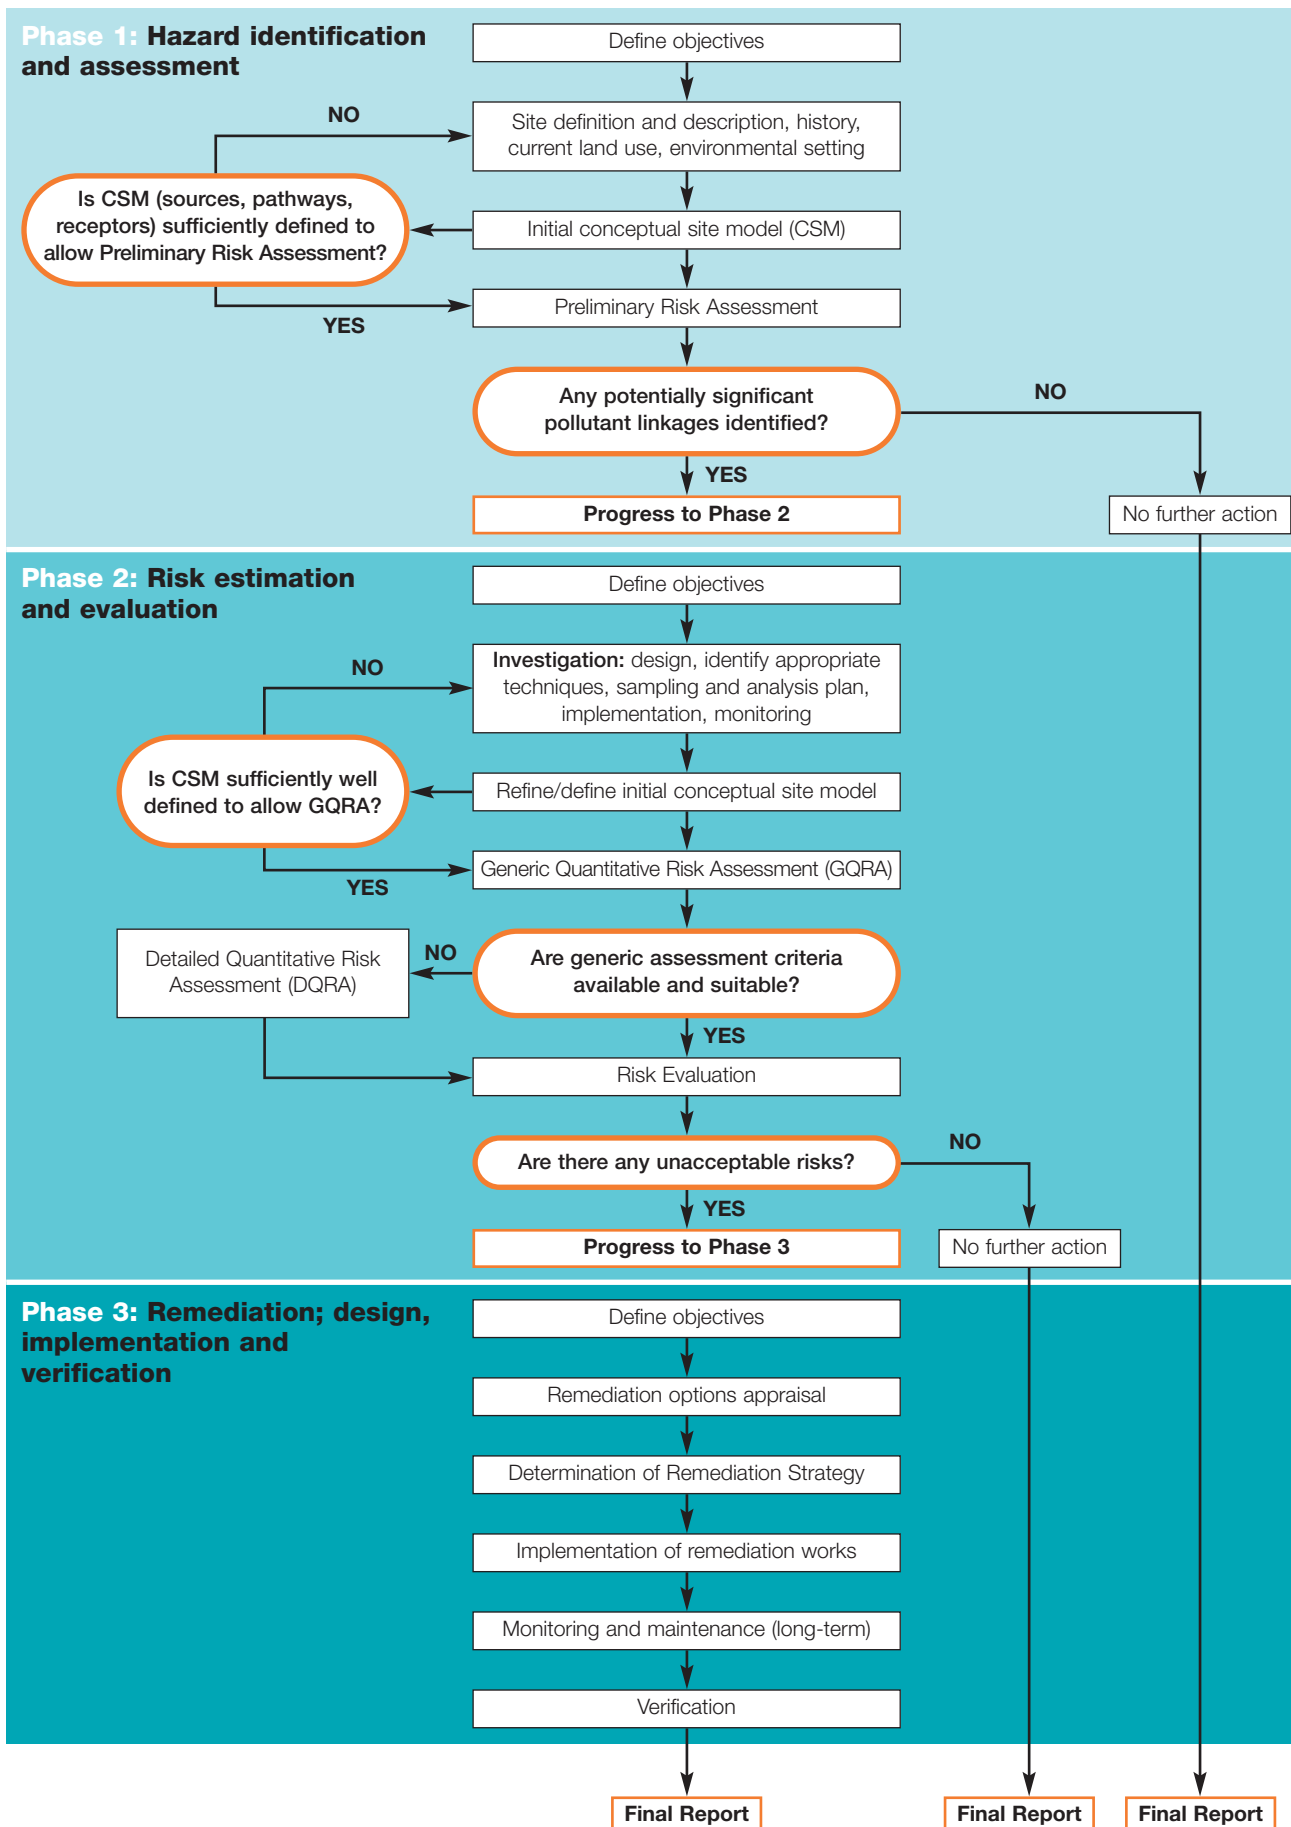 Phase 1: Hazard identification
and assessment
Define objectives
NO
Site definition and description, history,
current land use, environmental setting
Is CSM (sources, pathways,
receptors) sufficiently defined to
allow Preliminary Risk Assessment?
Initial conceptual site model (CSM)
Preliminary Risk Assessment
YES
Any potentially significant
pollutant linkages identified?
NO
YES
Progress to Phase 2
No further action
Phase 2: Risk estimation
and evaluation
Define objectives
NO
Investigation: design, identify appropriate
techniques, sampling and analysis plan,
implementation, monitoring
Is CSM sufficiently well
defined to allow GQRA?
Refine/define initial conceptual site model
Generic Quantitative Risk Assessment (GQRA)
YES
Detailed Quantitative Risk
Assessment (DQRA)
NO
Are generic assessment criteria
available and suitable?
YES
Risk Evaluation
Are there any unacceptable risks?
NO
YES
Progress to Phase 3
No further action
Phase 3: Remediation; design,
implementation and
verification
Define objectives
Remediation options appraisal
Determination of Remediation Strategy
Implementation of remediation works
Monitoring and maintenance (long-term)
Verification
Final Report
Final Report
Final Report